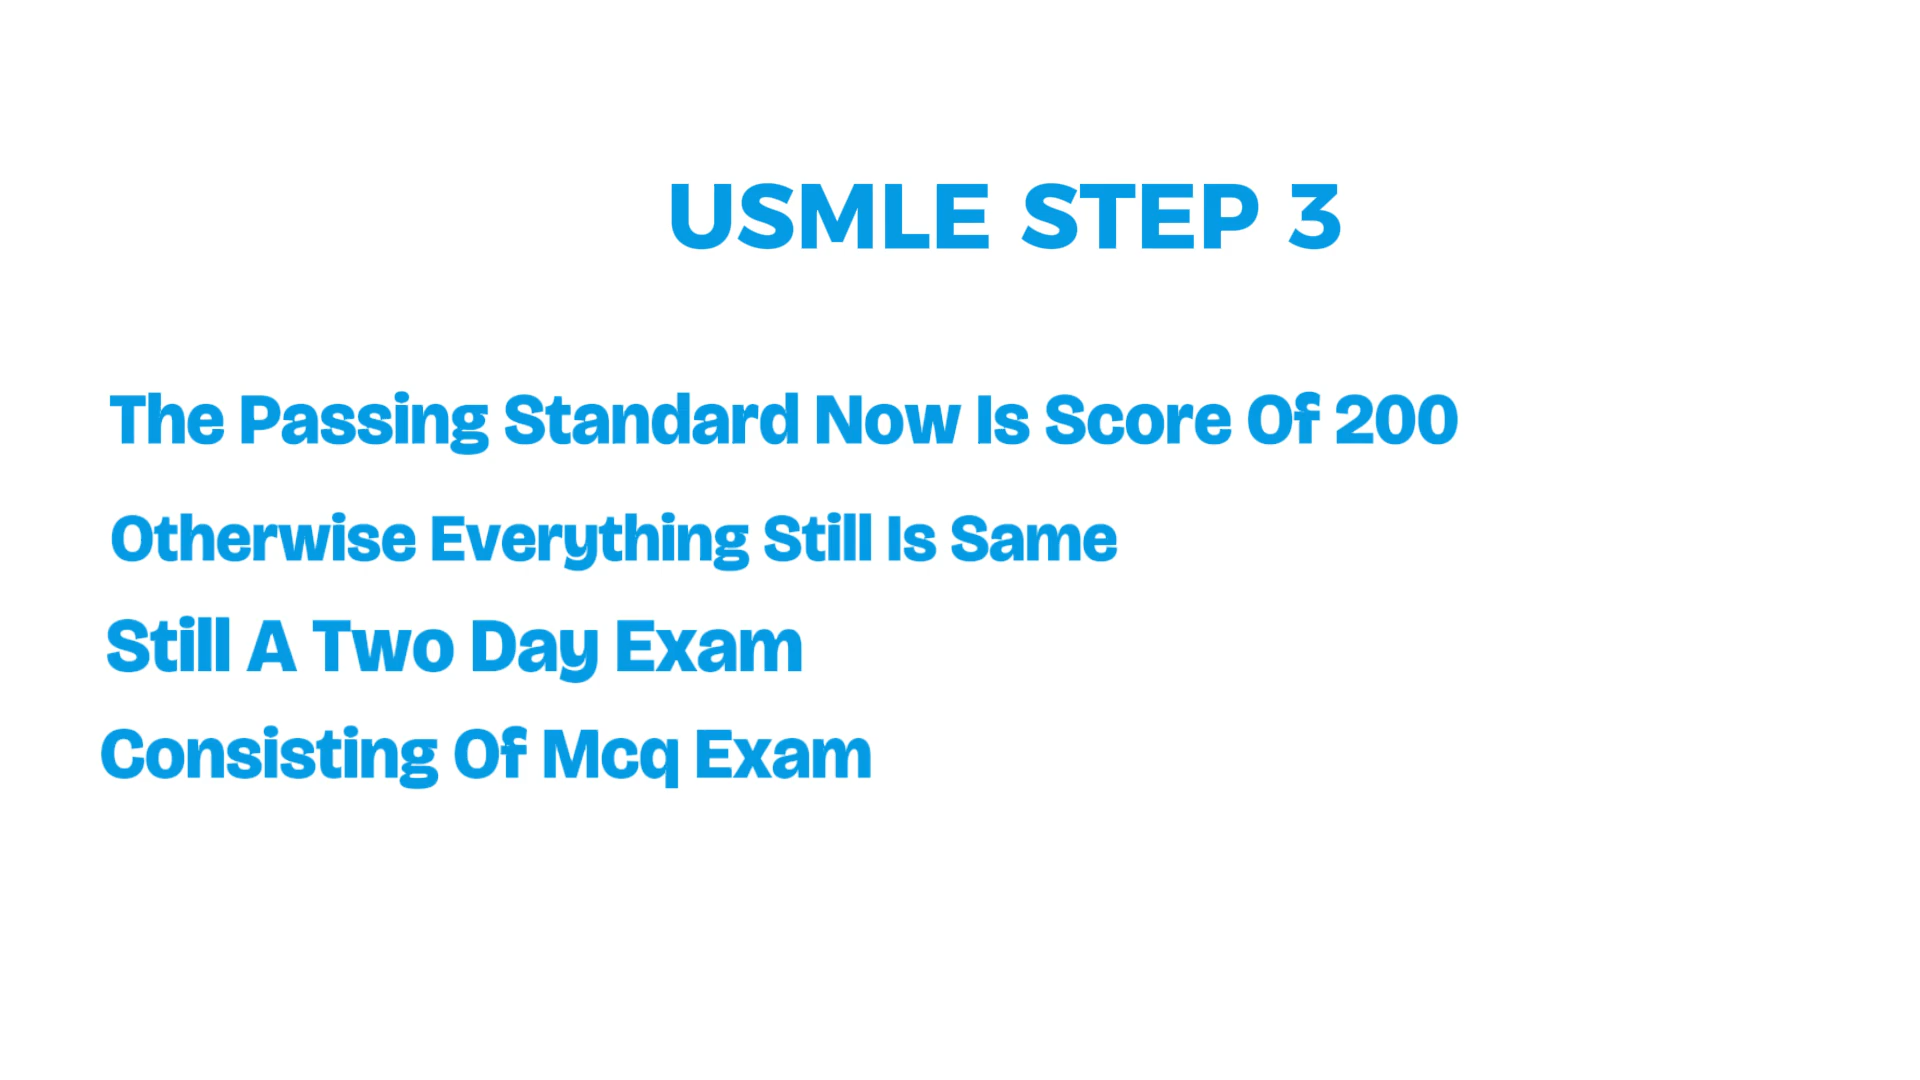 USMLE STEP 3
The Passing Standard Now Is Score Of 200
Otherwise Everything Still Is Same
Still A Two Day Exam
Consisting Of Mcq Exam